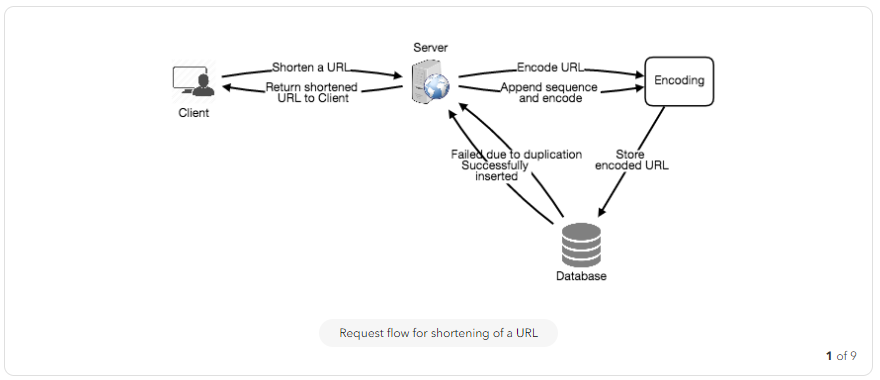 Server
Shorten a URL
Encode URL
Return shortened
URL to Client
Append sequence
and encode
Encoding
Client
Failed due to duplication
Successfully
inserted
Store
encoded URL
Database
Request flow for shortening of a URL
1 of 9